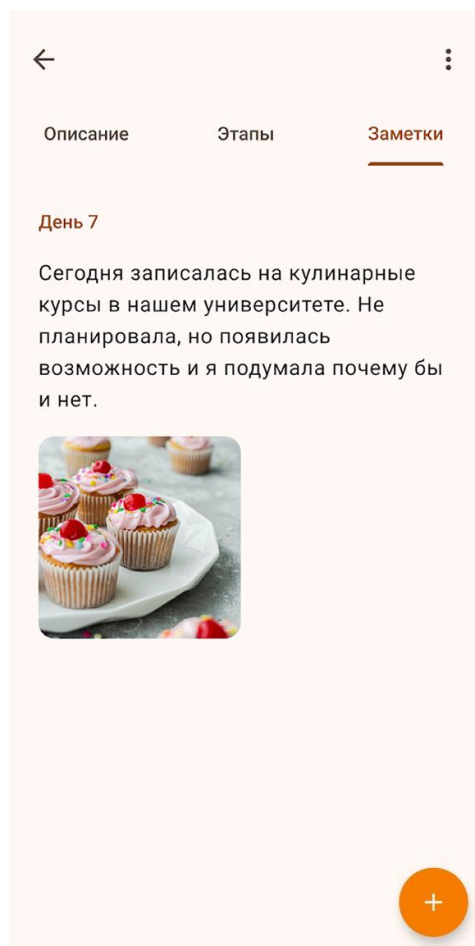 Описание Этапы Заметки
День 7
Сегодня записалась на кулинарные
курсы в нашем университете. Не
планировала, но появилась
возможность и я подумала почему бы
и нет.